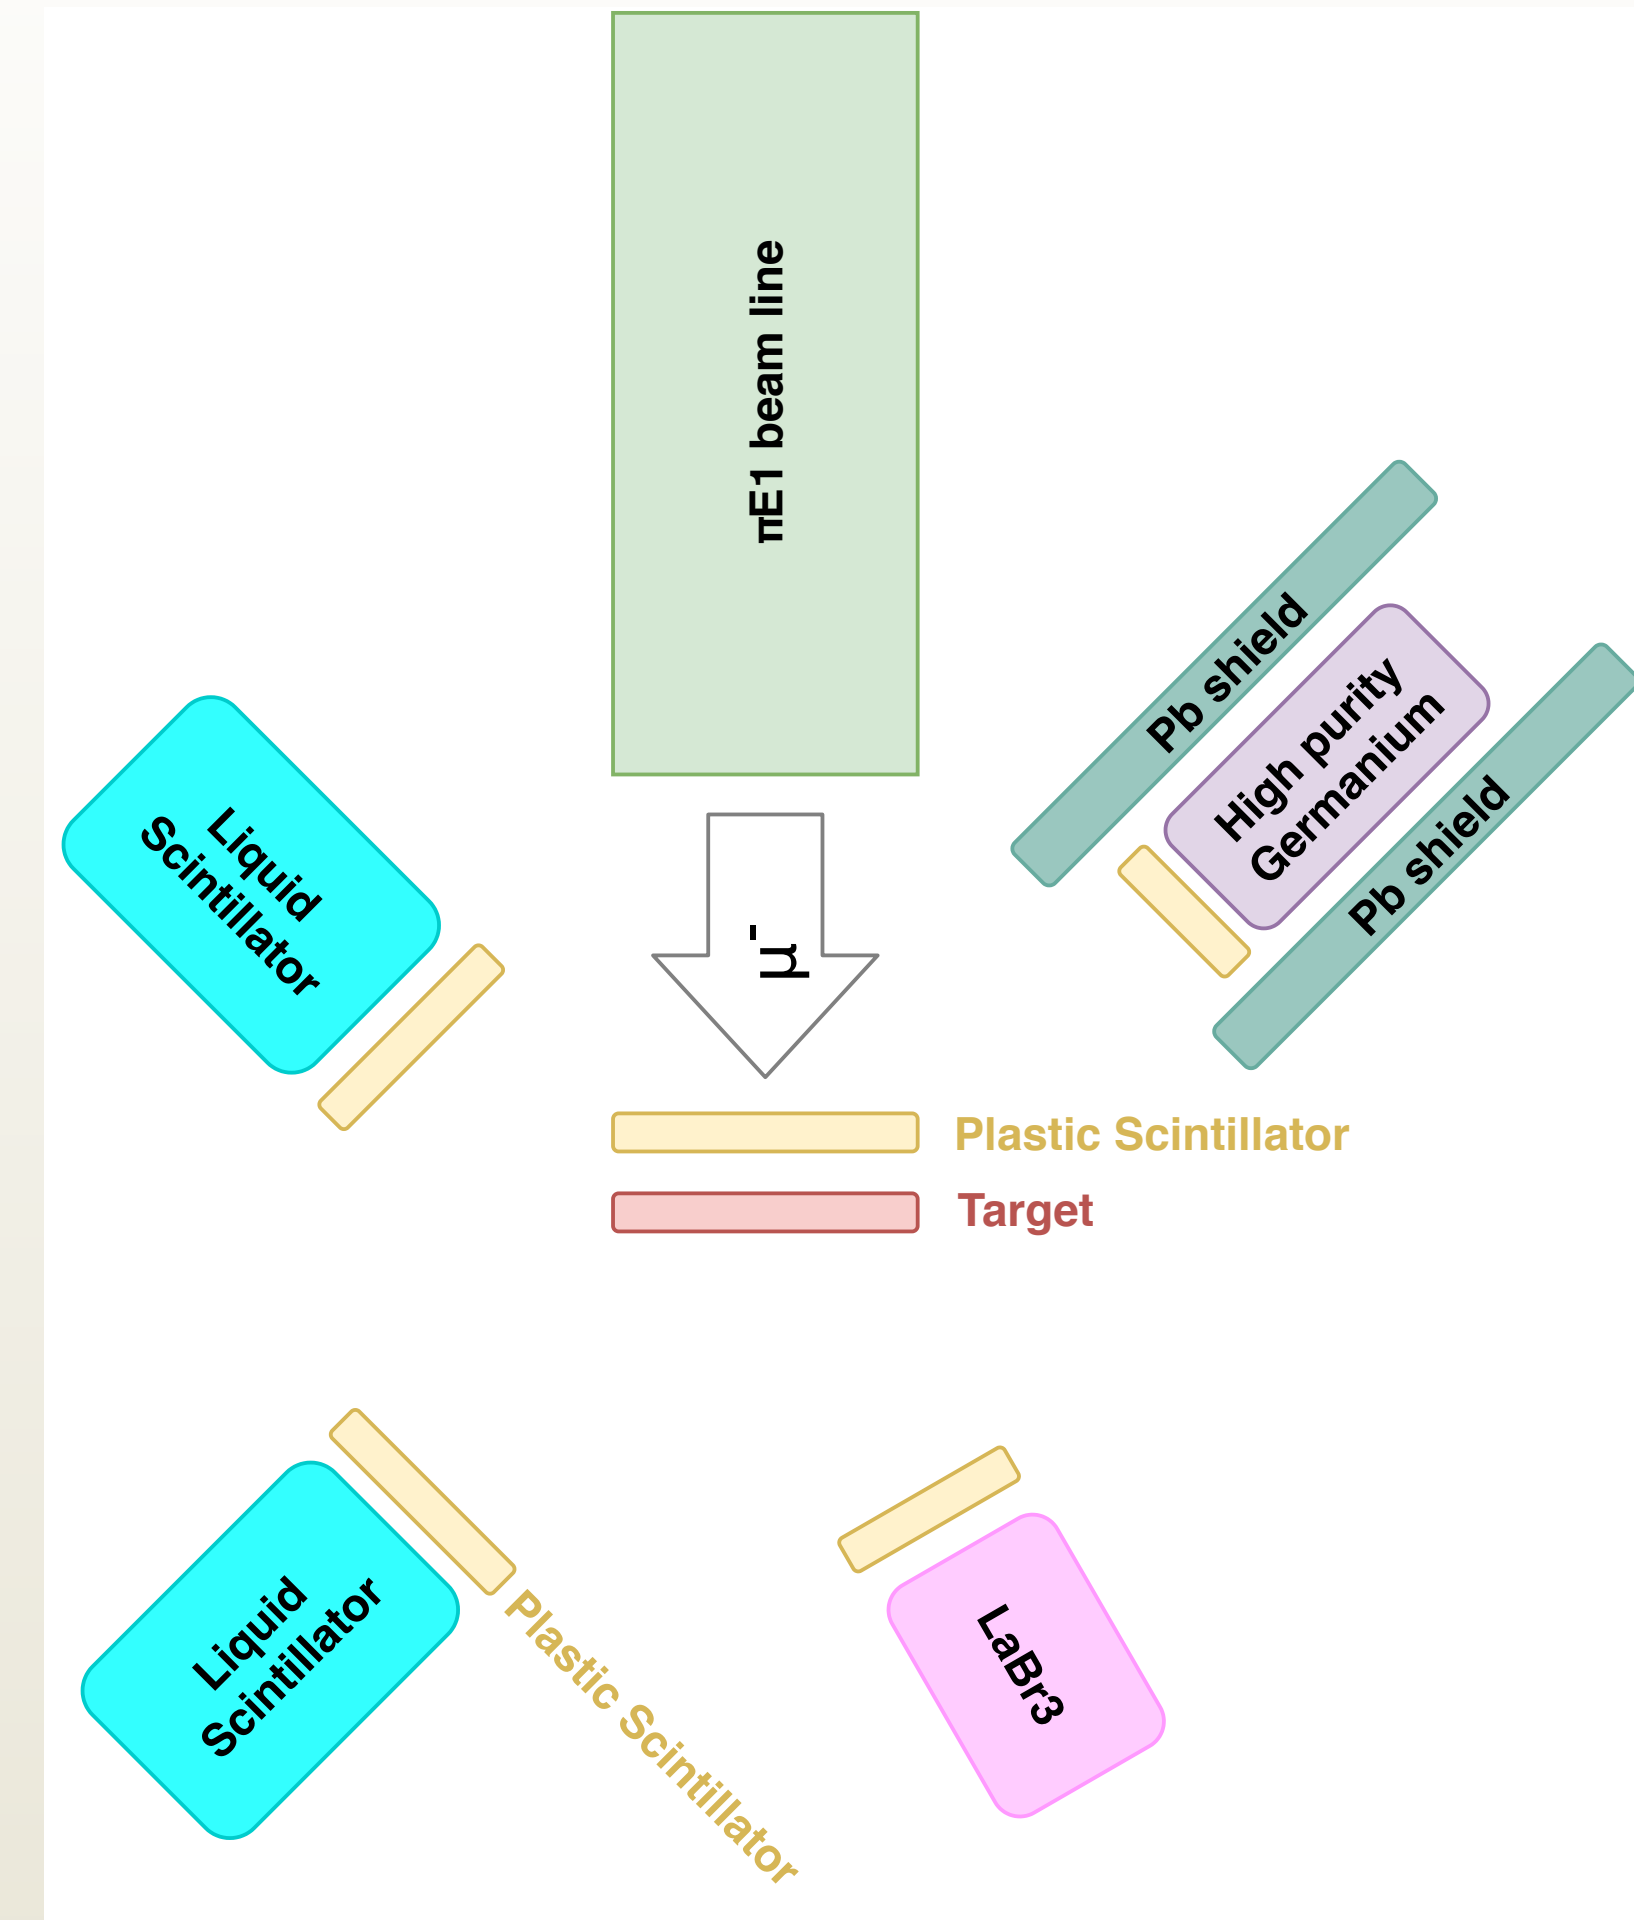 πE1 beam line
Pb shield
High purity
Germanium
Pb shield
Liquid
Scintillator
μ-
Plastic Scintillator
Target
Liquid
Scintillator
Plastic Scintillator
LaBr3